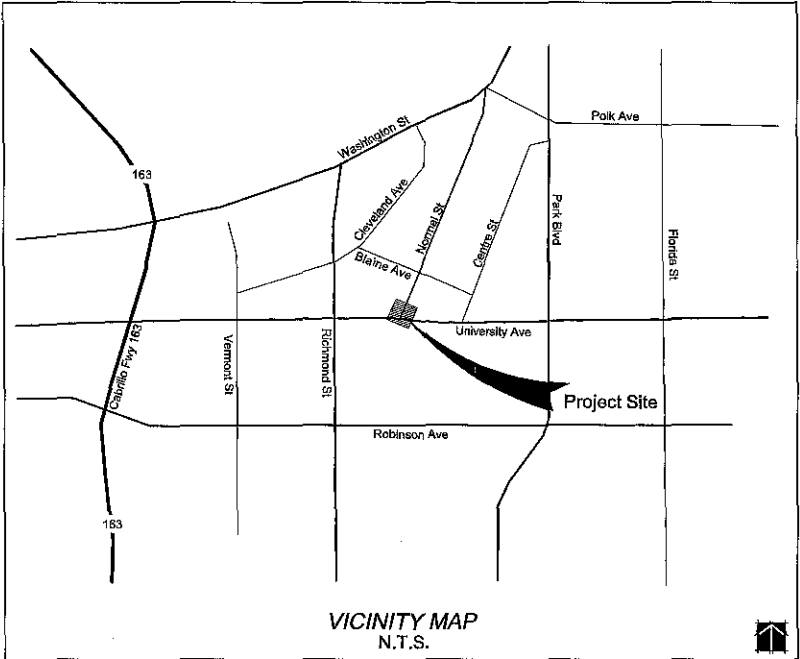 Polk Ave
Washington St
163
Cleveland Ave
Normal St
Centre St
Park Blvd
Florida St
Blaine Ave
University Ave
Vermont St
Richmond St
Cabrillo Fwy 163
Project Site
Robinson Ave
163
VICINITY MAP
N.T.S.